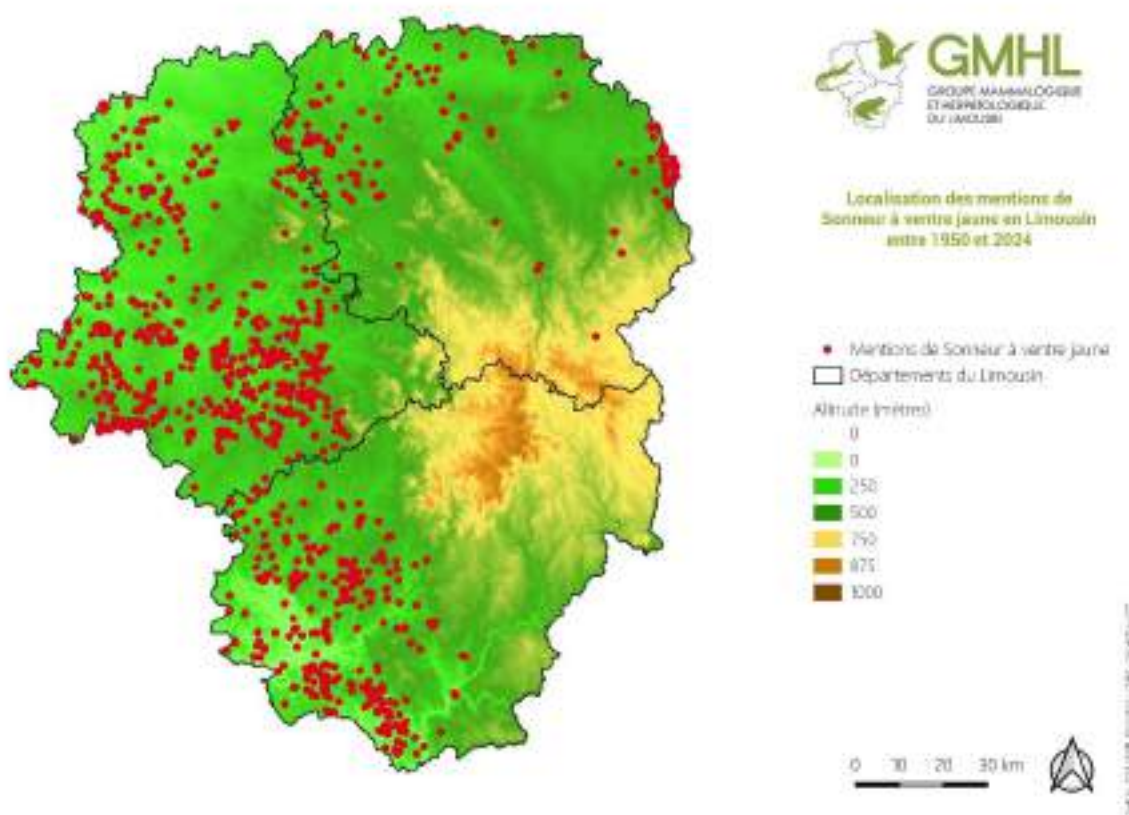 GMHL
GROUPE MAMMALOGIQUE
ET HERPÉTOLOGIQUE
DU LIMOUSIN
Localisation des mentions de
Sonneur à ventre jaune en Limousin
entre 1950 et 2024
Mentions de Sonneur à ventre jaune
Départements du Limousin
Altitude (mètres)
0
0
250
500
750
875
1000
0 10 20 30 km